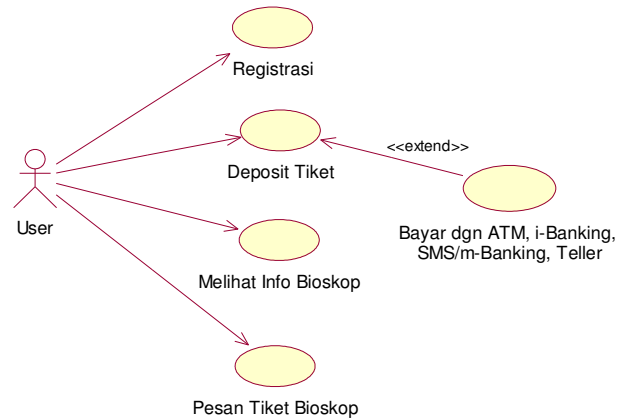 Registrasi
<<extend>>
Deposit Tiket
User
Bayar dgn ATM, i-Banking,
SMS/m-Banking, Teller
Melihat Info Bioskop
Pesan Tiket Bioskop